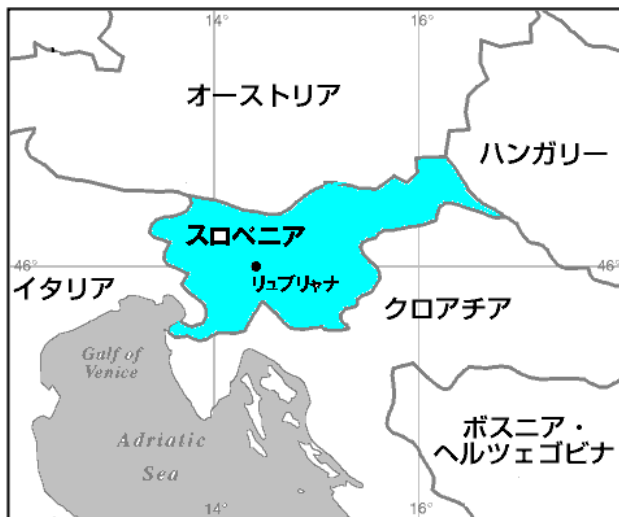 14°
16°
オーストリア
ハンガリー
スロベニア
46°
46°
イタリア
リュブリャナ
クロアチア
Gulf of
Venice
Adriatic
Sea
ボスニア・
ヘルツェゴビナ
14°
16°